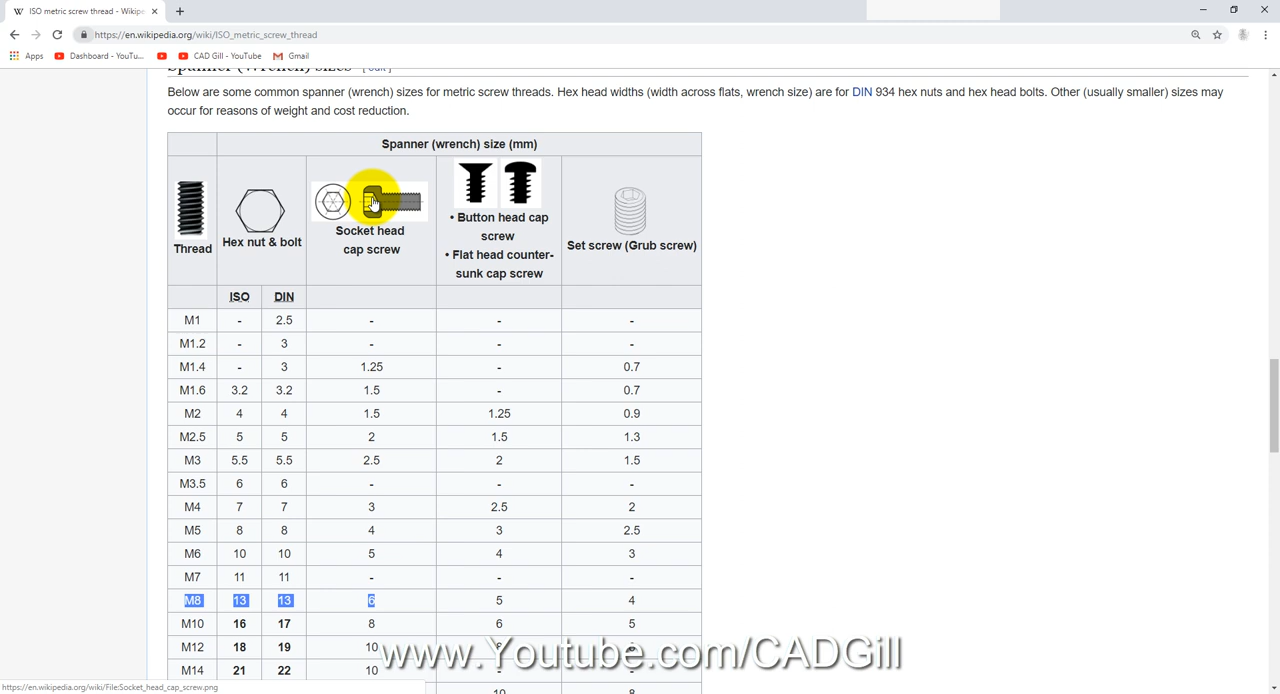 ISO metric screw thread - Wikipe
https://en.wikipedia.org/wiki/ISO_metric_screw_thread
Apps Dashboard - YouTu... CAD Gill - YouTube Gmail
Spanner (Wrench) sizes [ edit ]
Below are some common spanner (wrench) sizes for metric screw threads. Hex head widths (width across flats, wrench size) are for DIN 934 hex nuts and hex head bolts. Other (usually smaller) sizes may
occur for reasons of weight and cost reduction.
Spanner (wrench) size (mm)
Thread
Hex nut & bolt
Socket head
cap screw
• Button head cap
screw
• Flat head counter-
sunk cap screw
Set screw (Grub screw)
ISO DIN
M1 - 2.5 - - -
M1.2 - 3 - - -
M1.4 - 3 1.25 - 0.7
M1.6 3.2 3.2 1.5 - 0.7
M2 4 4 1.5 1.25 0.9
M2.5 5 5 2 1.5 1.3
M3 5.5 5.5 2.5 2 1.5
M3.5 6 6 - - -
M4 7 7 3 2.5 2
M5 8 8 4 3 2.5
M6 10 10 5 4 3
M7 11 11 - - -
M8 13 13 6 5 4
M10 16 17 8 6 5
M12 18 19 10
www.Youtube.com/CADGill
M14 21 22 10 - -
10 8
https://en.wikipedia.org/wiki/File:Socket_head_cap_screw.png